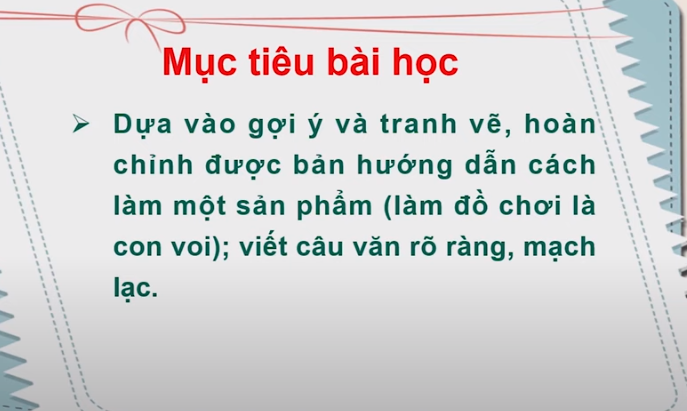 Mục tiêu bài học
➢ Dựa vào gợi ý và tranh vẽ, hoàn
chỉnh được bản hướng dẫn cách
làm một sản phẩm (làm đồ chơi là
con voi); viết câu văn rõ ràng, mạch
lạc.